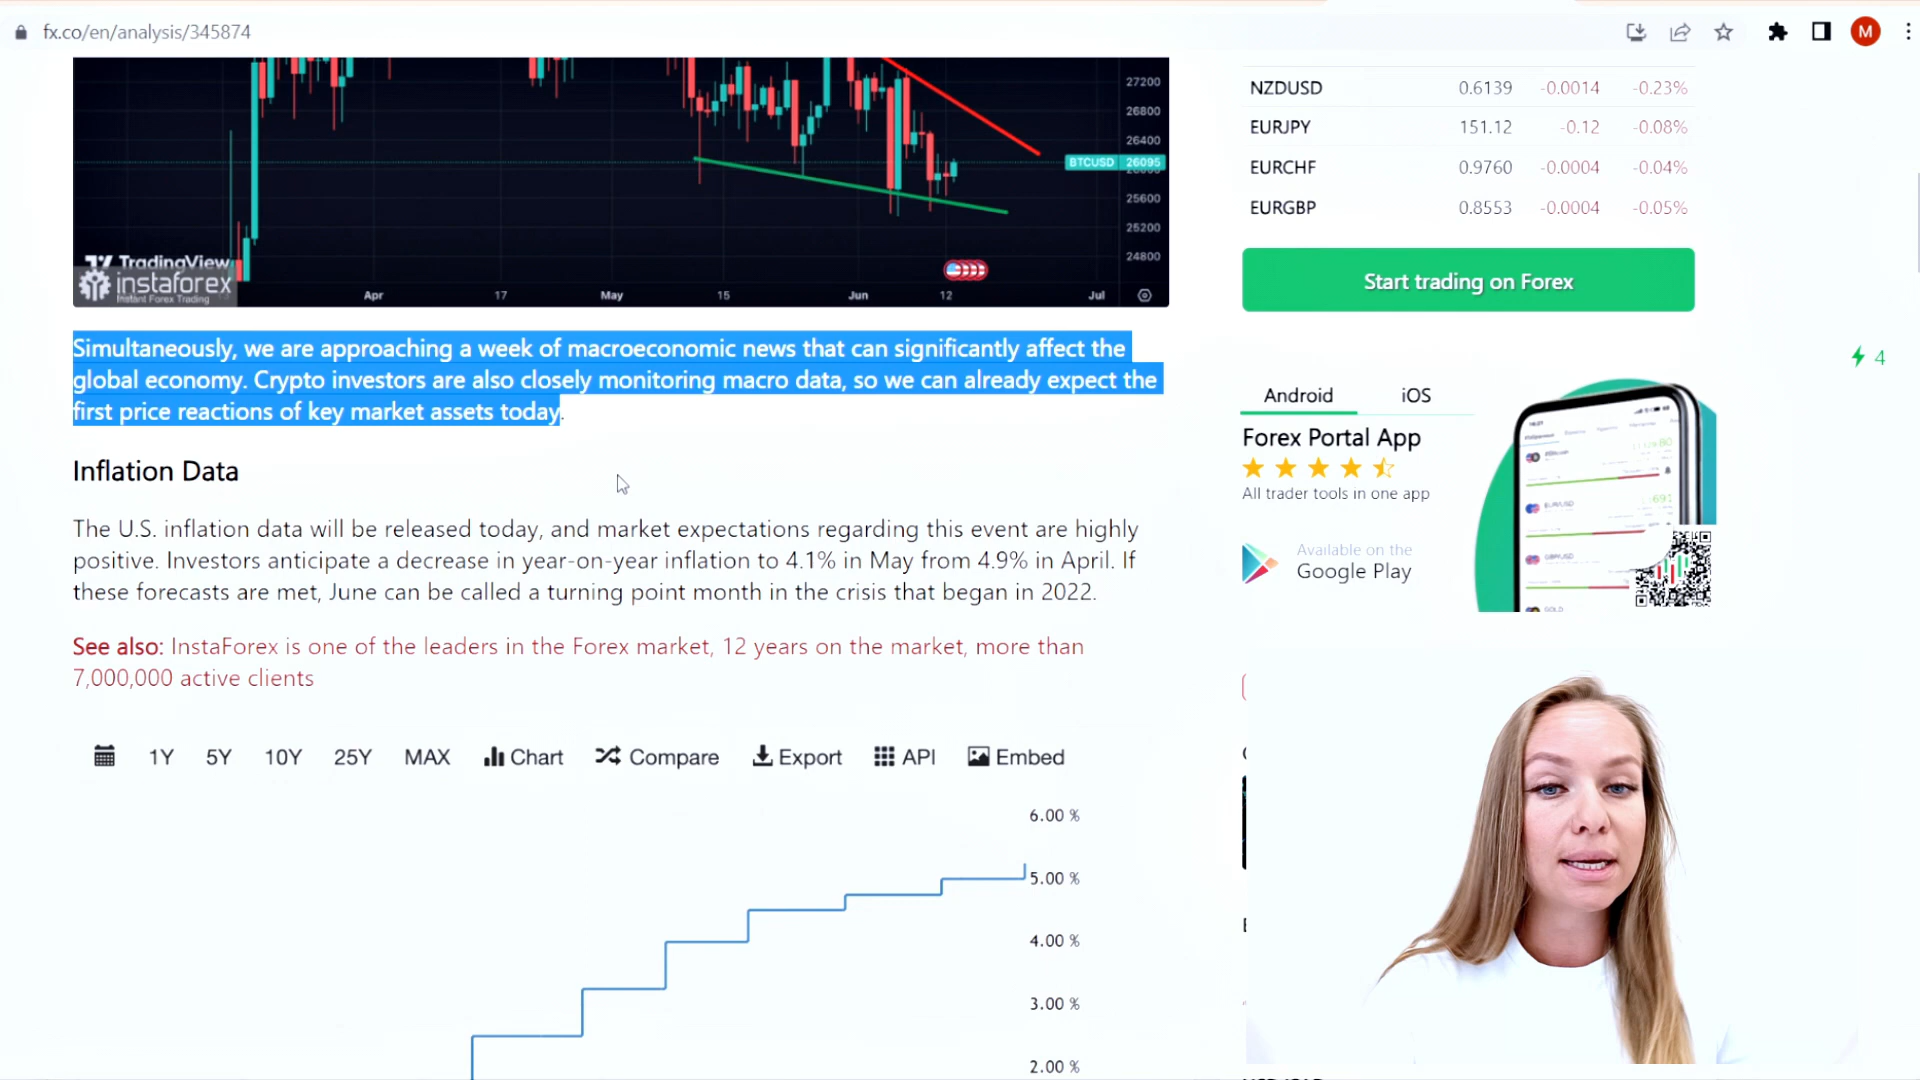 fx.co/en/analysis/345874
M
27200
26800
26400
BTCUSD 26095
25600
25200
24800
TradingView
instaforex
Instant Forex Trading
Apr 17 May 15 Jun 12 Jul
Simultaneously, we are approaching a week of macroeconomic news that can significantly affect the
global economy. Crypto investors are also closely monitoring macro data, so we can already expect the
first price reactions of key market assets today.
Inflation Data
The U.S. inflation data will be released today, and market expectations regarding this event are highly
positive. Investors anticipate a decrease in year-on-year inflation to 4.1% in May from 4.9% in April. If
these forecasts are met, June can be called a turning point month in the crisis that began in 2022.
See also: InstaForex is one of the leaders in the Forex market, 12 years on the market, more than
7,000,000 active clients
1Y 5Y 10Y 25Y MAX Chart Compare Export API Embed
6.00 %
5.00 %
4.00 %
3.00 %
2.00 %
NZDUSD 0.6139 -0.0014 -0.23%
EURJPY 151.12 -0.12 -0.08%
EURCHF 0.9760 -0.0004 -0.04%
EURGBP 0.8553 -0.0004 -0.05%
Start trading on Forex
4
Android iOS
Forex Portal App
All trader tools in one app
Available on the
Google Play
EUR/USD
GOLD